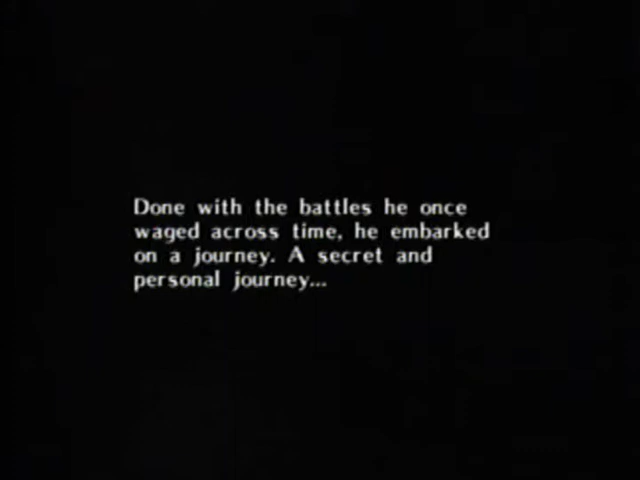 Done with the battles he once
waged across time, he embarked
on a journey. A secret and
personal journey...